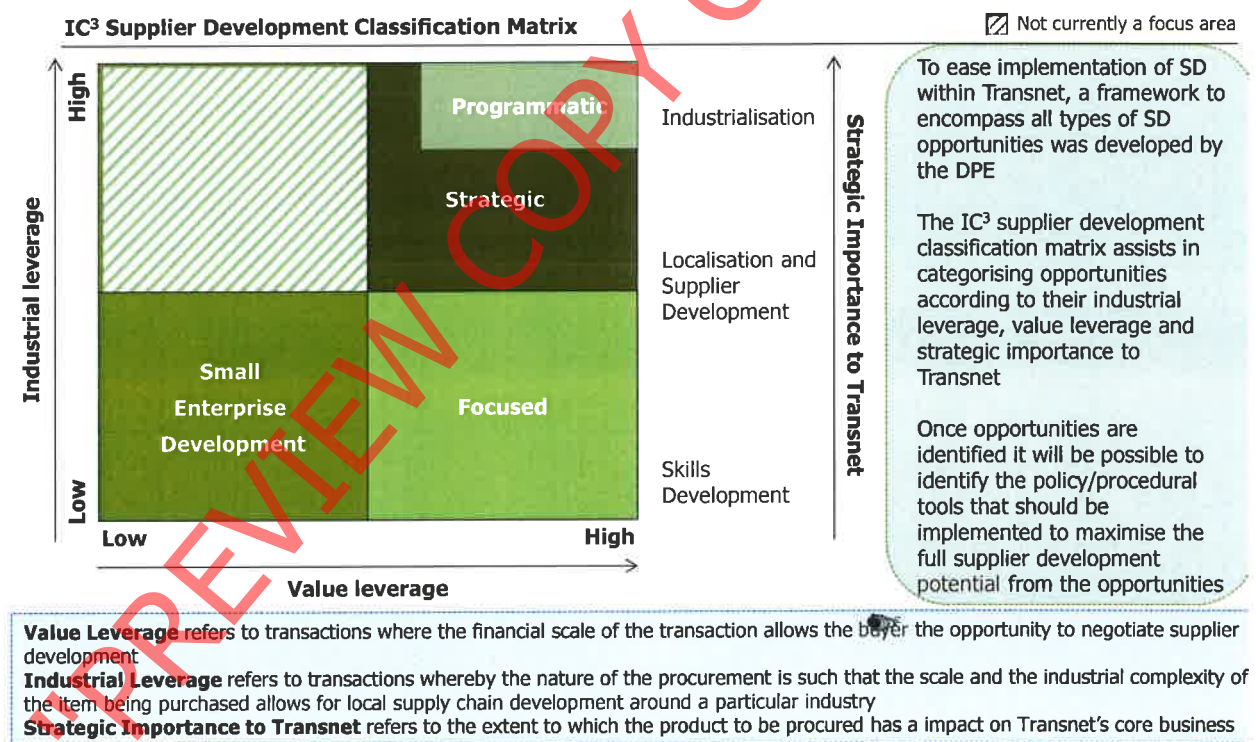 IC³ Supplier Development Classification Matrix
Not currently a focus area
High
Industrial leverage
Low
Programmatic
Strategic
Small
Enterprise
Development
Focused
Low
High
Value leverage
Industrialisation
Localisation and
Supplier
Development
Skills
Development
Strategic Importance to Transnet
To ease implementation of SD
within Transnet, a framework to
encompass all types of SD
opportunities was developed by
the DPE
The IC³ supplier development
classification matrix assists in
categorising opportunities
according to their industrial
leverage, value leverage and
strategic importance to
Transnet
Once opportunities are
identified it will be possible to
identify the policy/procedural
tools that should be
implemented to maximise the
full supplier development
potential from the opportunities
Value Leverage refers to transactions where the financial scale of the transaction allows the buyer the opportunity to negotiate supplier
development
Industrial Leverage refers to transactions whereby the nature of the procurement is such that the scale and the industrial complexity of
the item being purchased allows for local supply chain development around a particular industry
Strategic Importance to Transnet refers to the extent to which the product to be procured has a impact on Transnet's core business
"PREVIEW COPY